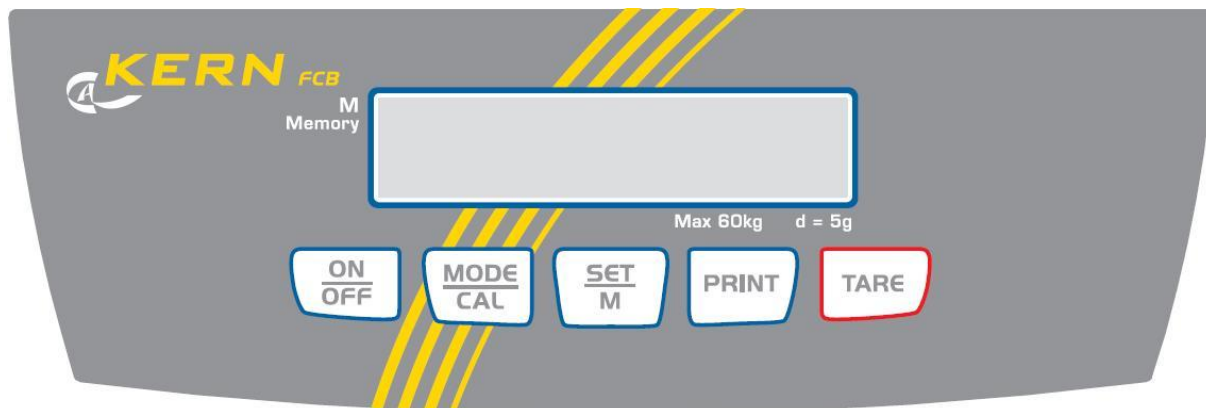 KERN FCB
M
Memory
Max 60kg d = 5g
ON
OFF
MODE
CAL
SET
M
PRINT
TARE